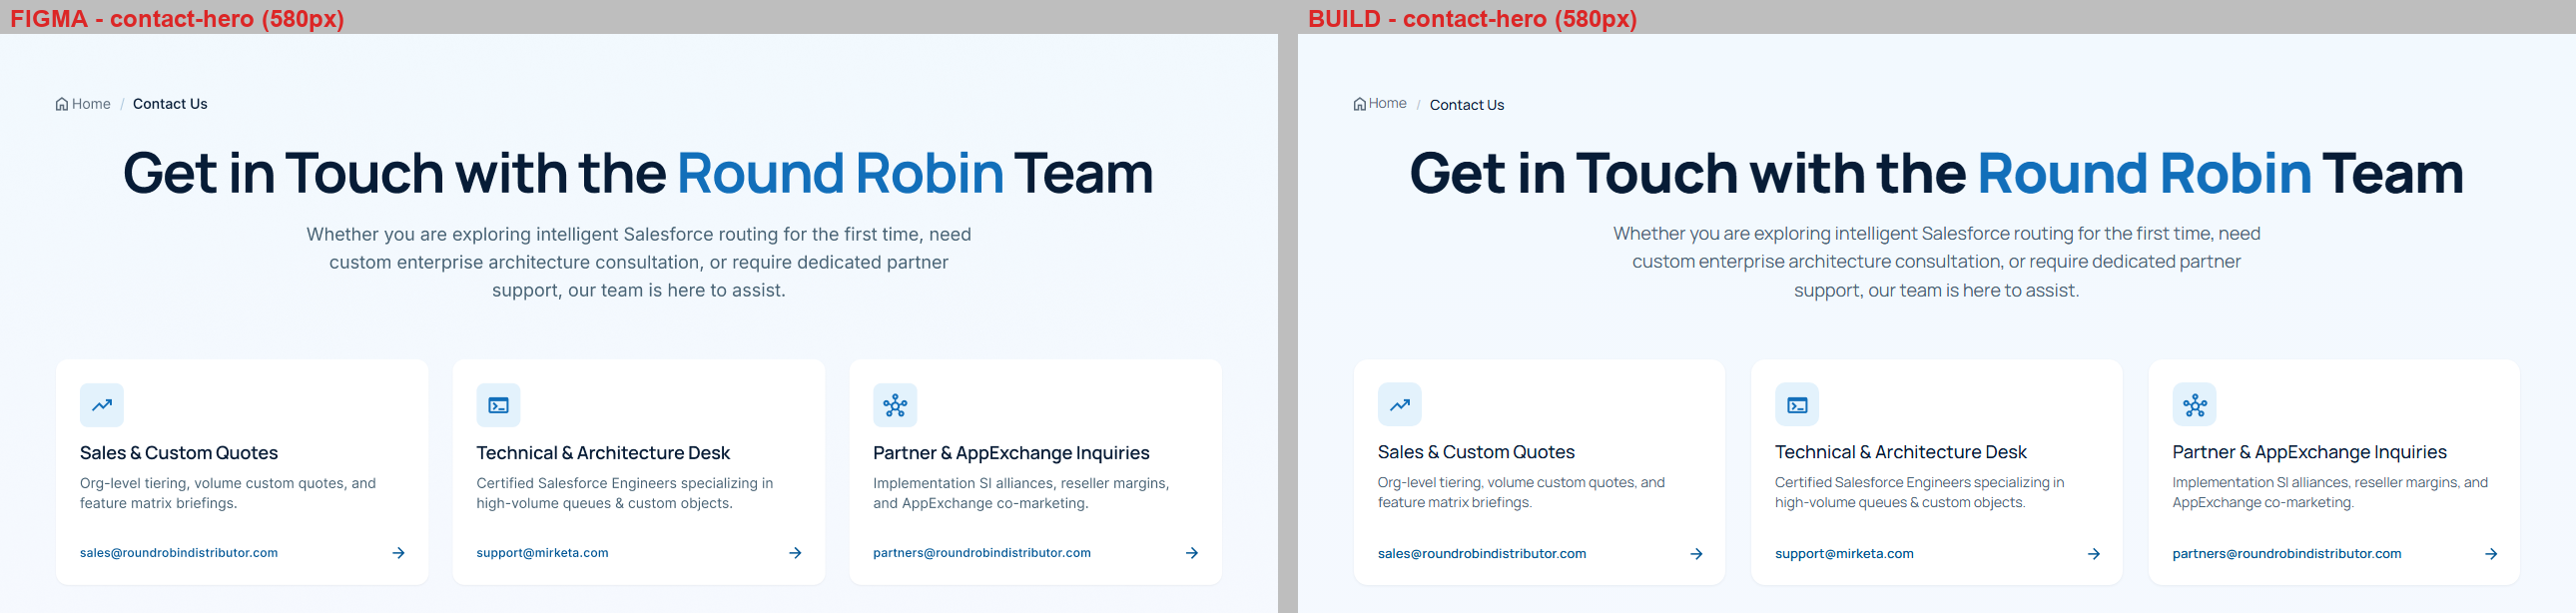 FIGMA - contact-hero (580px)
Home / Contact Us
Get in Touch with the Round Robin Team
Whether you are exploring intelligent Salesforce routing for the first time, need
custom enterprise architecture consultation, or require dedicated partner
support, our team is here to assist.
Sales & Custom Quotes
Org-level tiering, volume custom quotes, and
feature matrix briefings.
sales@roundrobindistributor.com
Technical & Architecture Desk
Certified Salesforce Engineers specializing in
high-volume queues & custom objects.
support@mirketa.com
Partner & AppExchange Inquiries
Implementation SI alliances, reseller margins,
and AppExchange co-marketing.
partners@roundrobindistributor.com
BUILD - contact-hero (580px)
Home / Contact Us
Get in Touch with the Round Robin Team
Whether you are exploring intelligent Salesforce routing for the first time, need
custom enterprise architecture consultation, or require dedicated partner
support, our team is here to assist.
Sales & Custom Quotes
Org-level tiering, volume custom quotes, and
feature matrix briefings.
sales@roundrobindistributor.com
Technical & Architecture Desk
Certified Salesforce Engineers specializing in
high-volume queues & custom objects.
support@mirketa.com
Partner & AppExchange Inquiries
Implementation SI alliances, reseller margins, and
AppExchange co-marketing.
partners@roundrobindistributor.com